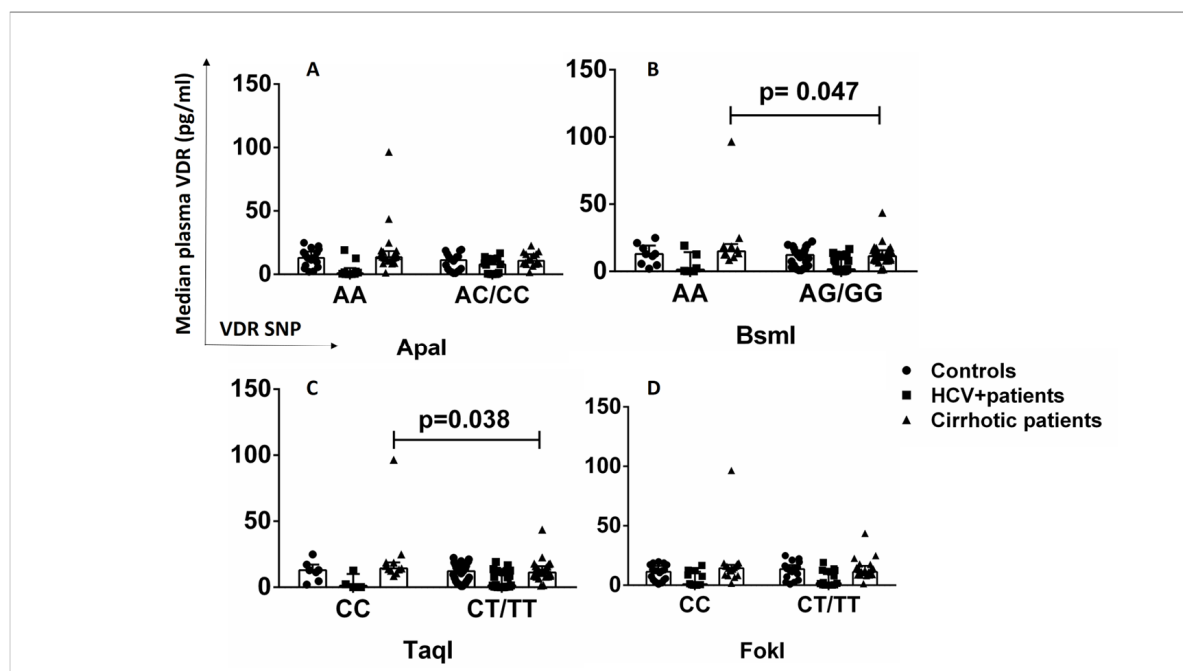 Median plasma VDR (pg/ml)
VDR SNP
A
150
100
50
0
AA
AC/CC
ApaI
B
p= 0.047
150
100
50
0
AA
AG/GG
BsmI
C
p=0.038
150
100
50
0
CC
CT/TT
TaqI
D
150
100
50
0
CC
CT/TT
FokI
Controls
HCV+patients
Cirrhotic patients